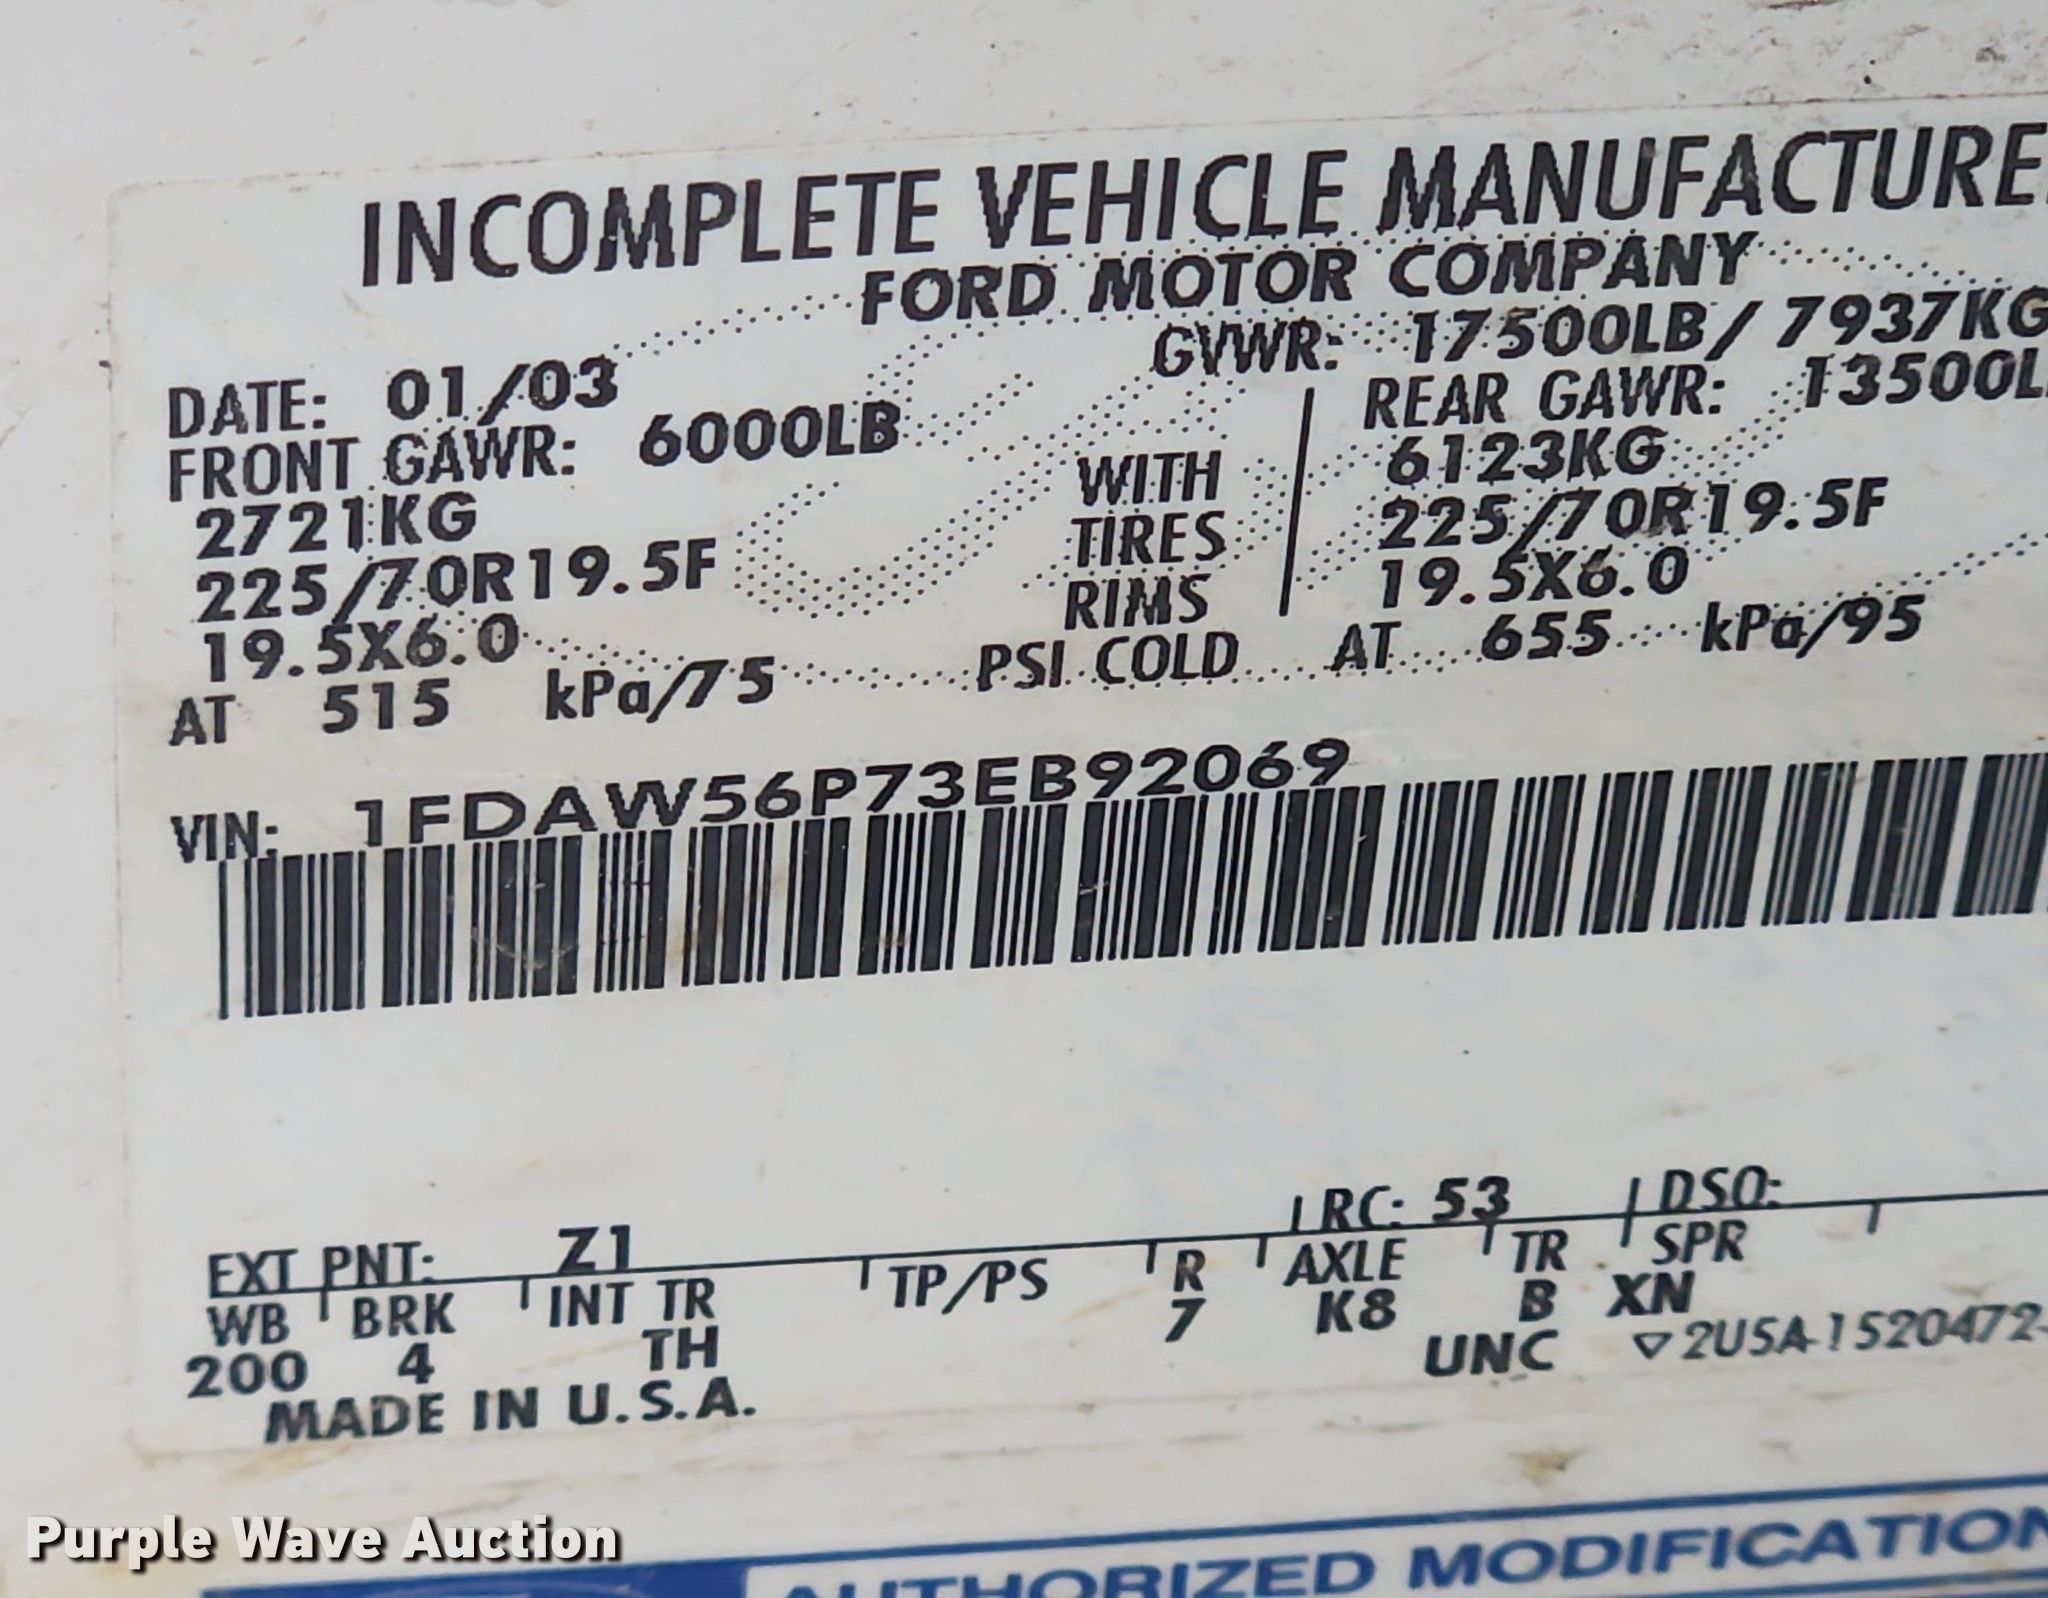 INCOMPLETE VEHICLE MANUFACTURE
FORD MOTOR COMPANY
DATE: 01/03 GVWR: 17500LB/ 7937KG
FRONT GAWR: 6000LB REAR GAWR: 13500L
2721KG WITH 6123KG
225/70R19.5F TIRES 225/70R19.5F
19.5X6.0 RIMS 19.5X6.0
AT 515 kPa/75 PSI COLD AT 655 kPa/95
VIN: 1FDAW56P73EB92069
EXT PNT: Z1 RC: 53 DSO:
WB BRK INT TR TP/PS R AXLE TR SPR
200 4 TH 7 K8 B XN
MADE IN U.S.A. UNC ▽2U5A-1520472-
Purple Wave Auction
AUTHORIZED MODIFICATION